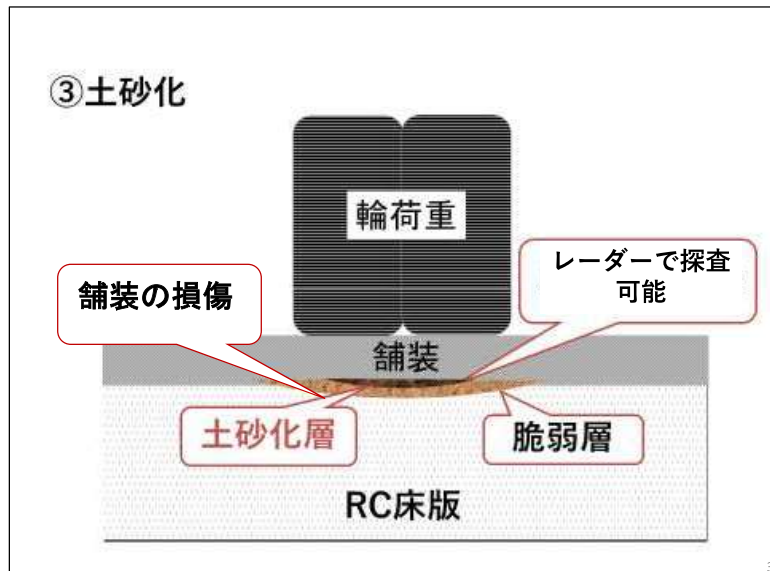 ③土砂化
輪荷重
レーダーで探査
可能
舗装の損傷
舗装
土砂化層
脆弱層
RC床版